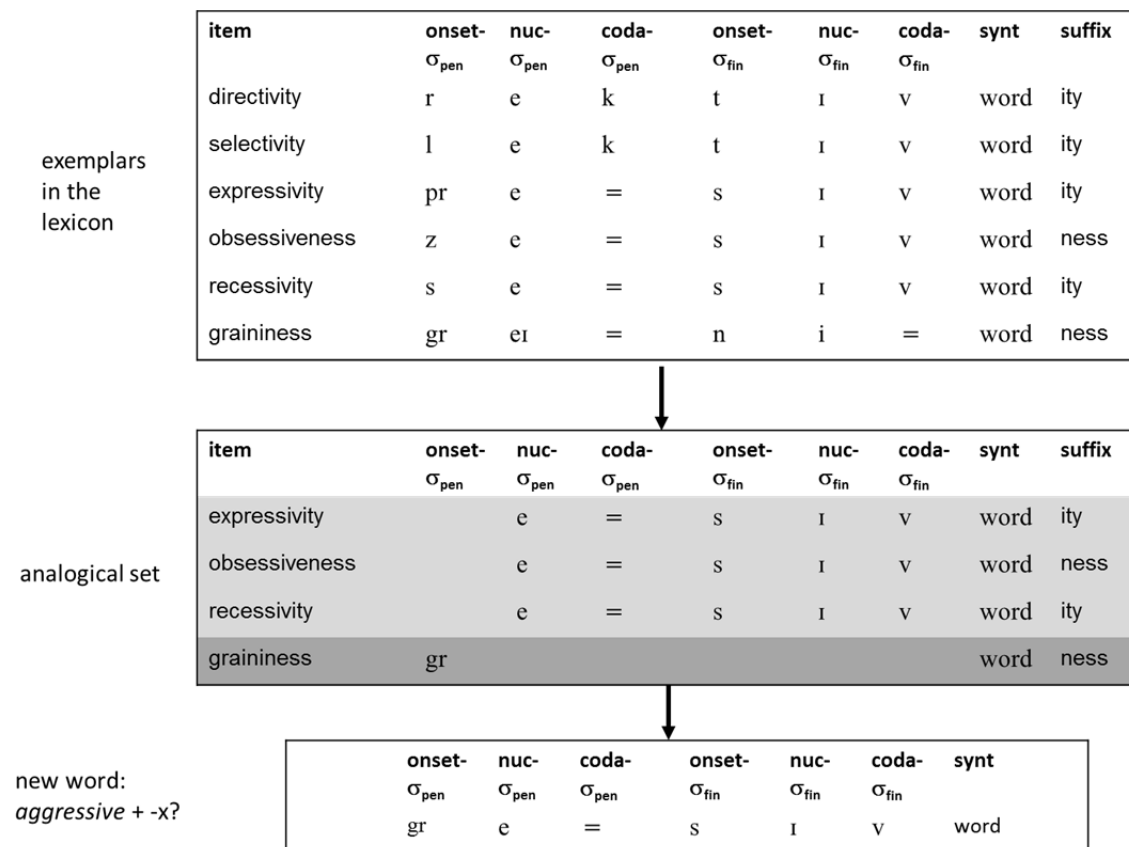 item onset- nuc- coda- onset- nuc- coda- synt suffix
σpen σpen σpen σfin σfin σfin
directivity r e k t ɪ v word ity
selectivity l e k t ɪ v word ity
exemplars
in the
lexicon
expressivity pr e = s ɪ v word ity
obsessiveness z e = s ɪ v word ness
recessivity s e = s ɪ v word ity
graininess gr eɪ = n i = word ness
item onset- nuc- coda- onset- nuc- coda- synt suffix
σpen σpen σpen σfin σfin σfin
expressivity e = s ɪ v word ity
analogical set
obsessiveness e = s ɪ v word ness
recessivity e = s ɪ v word ity
graininess gr word ness
onset- nuc- coda- onset- nuc- coda- synt
σpen σpen σpen σfin σfin σfin
new word:
aggressive + -x?
gr e = s ɪ v word